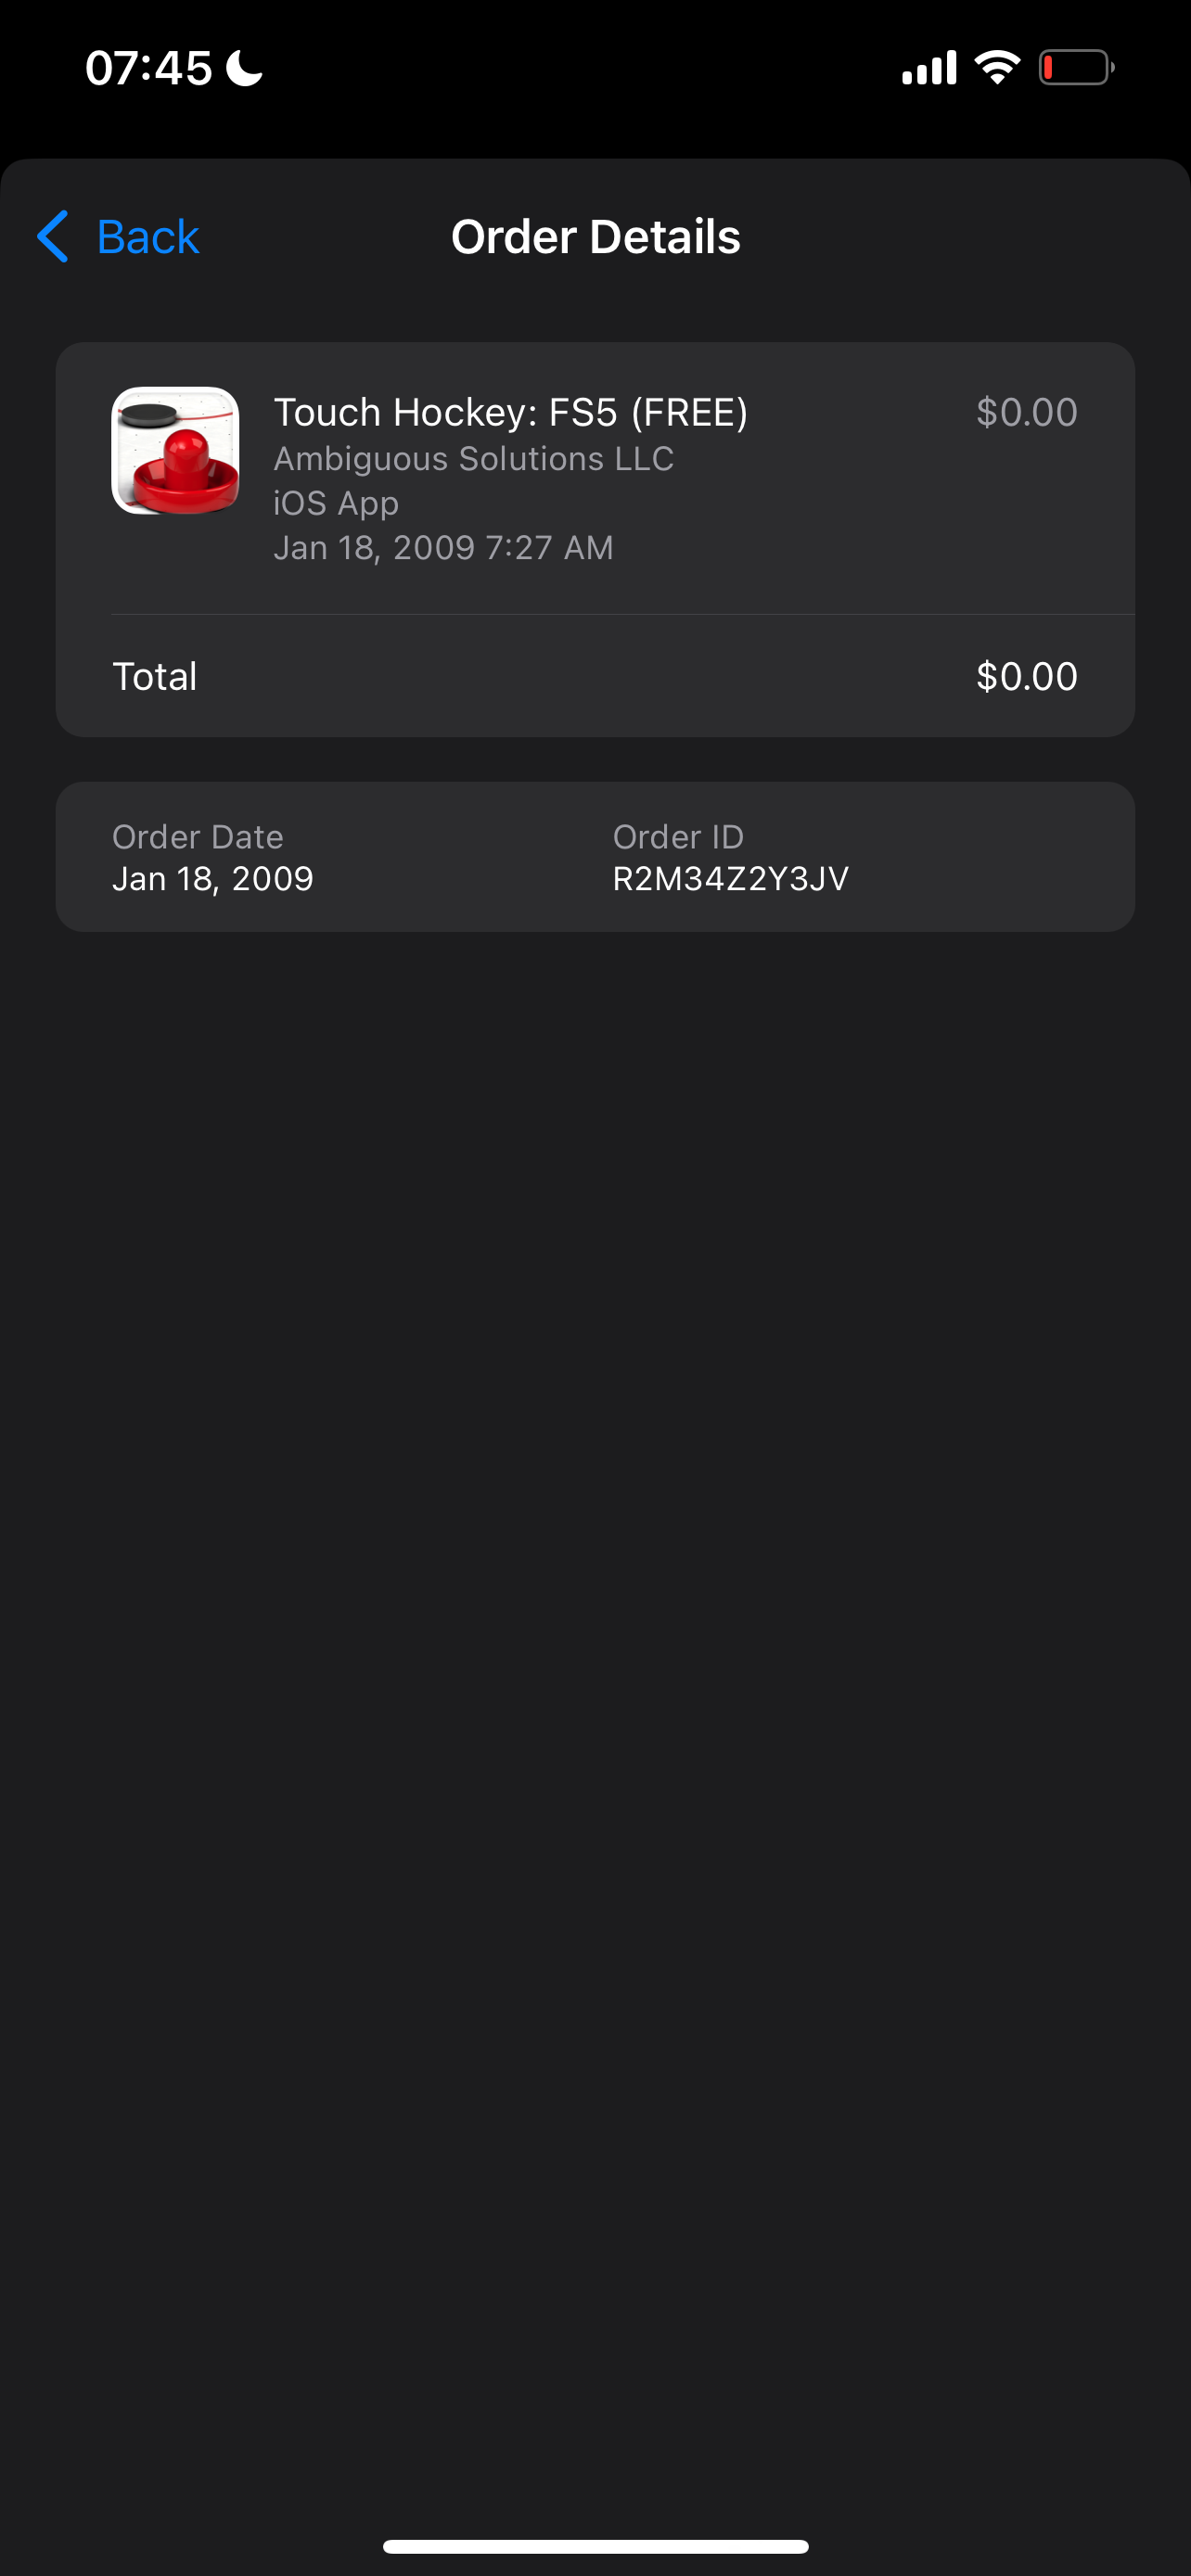 07:45
Back
Order Details
Touch Hockey: FS5 (FREE) $0.00
Ambiguous Solutions LLC
iOS App
Jan 18, 2009 7:27 AM
Total $0.00
Order Date Order ID
Jan 18, 2009 R2M34Z2Y3JV